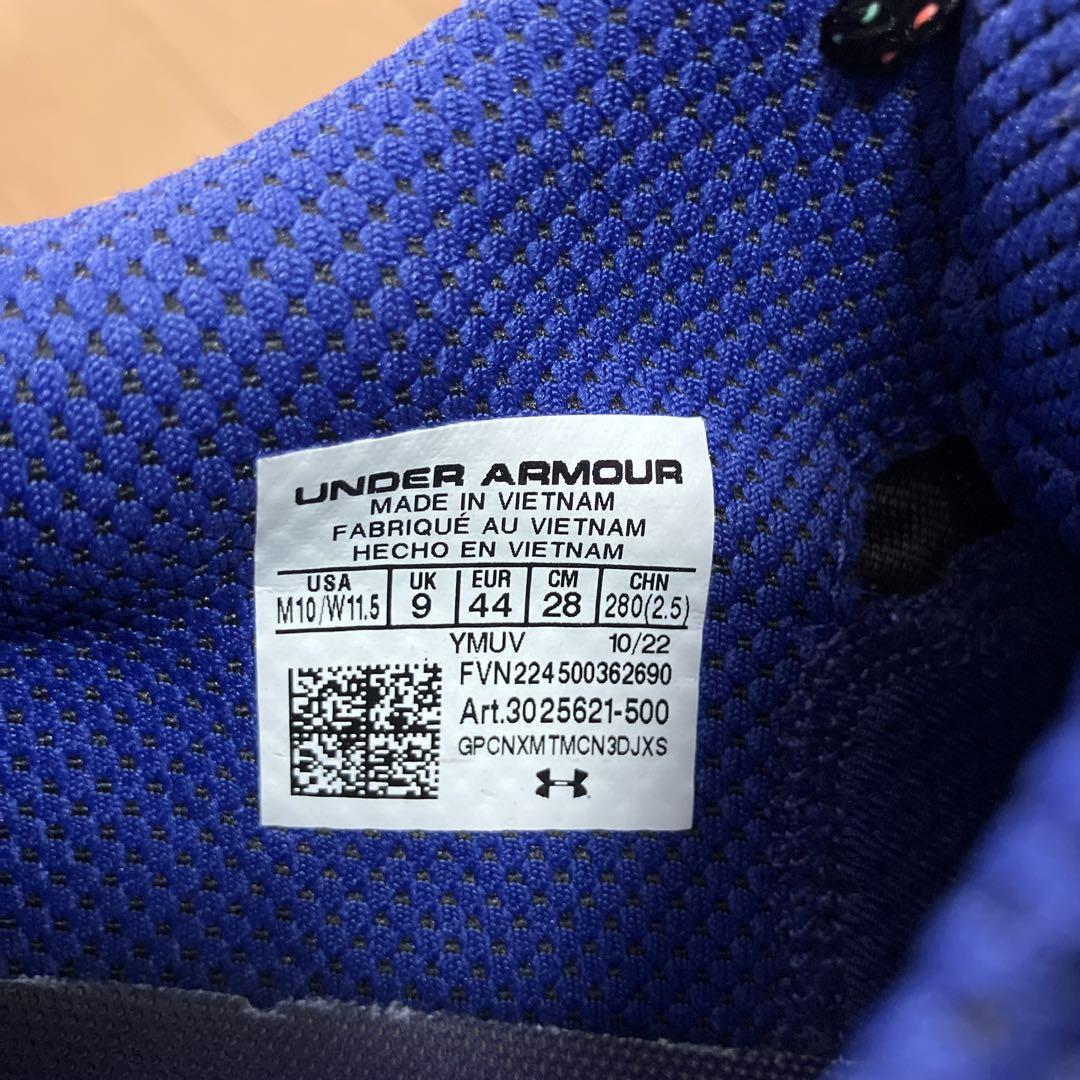 UNDER ARMOUR
MADE IN VIETNAM
FABRIQUÉ AU VIETNAM
HECHO EN VIETNAM
USA UK EUR CM CHN
M10/W11.5 9 44 28 280(2.5)
YMUV 10/22
FVN224500362690
Art.3025621-500
GPCNXMTMCN3DJXS